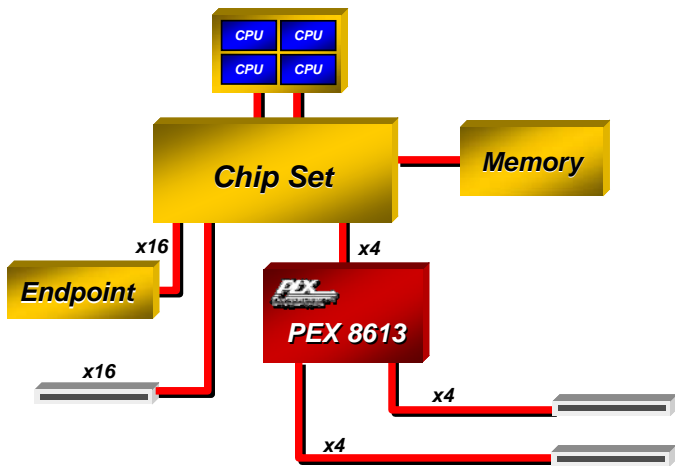 CPU CPU
CPU CPU
Chip Set
Memory
x16
x4
Endpoint
PEX
PEX 8613
x16
x4
x4